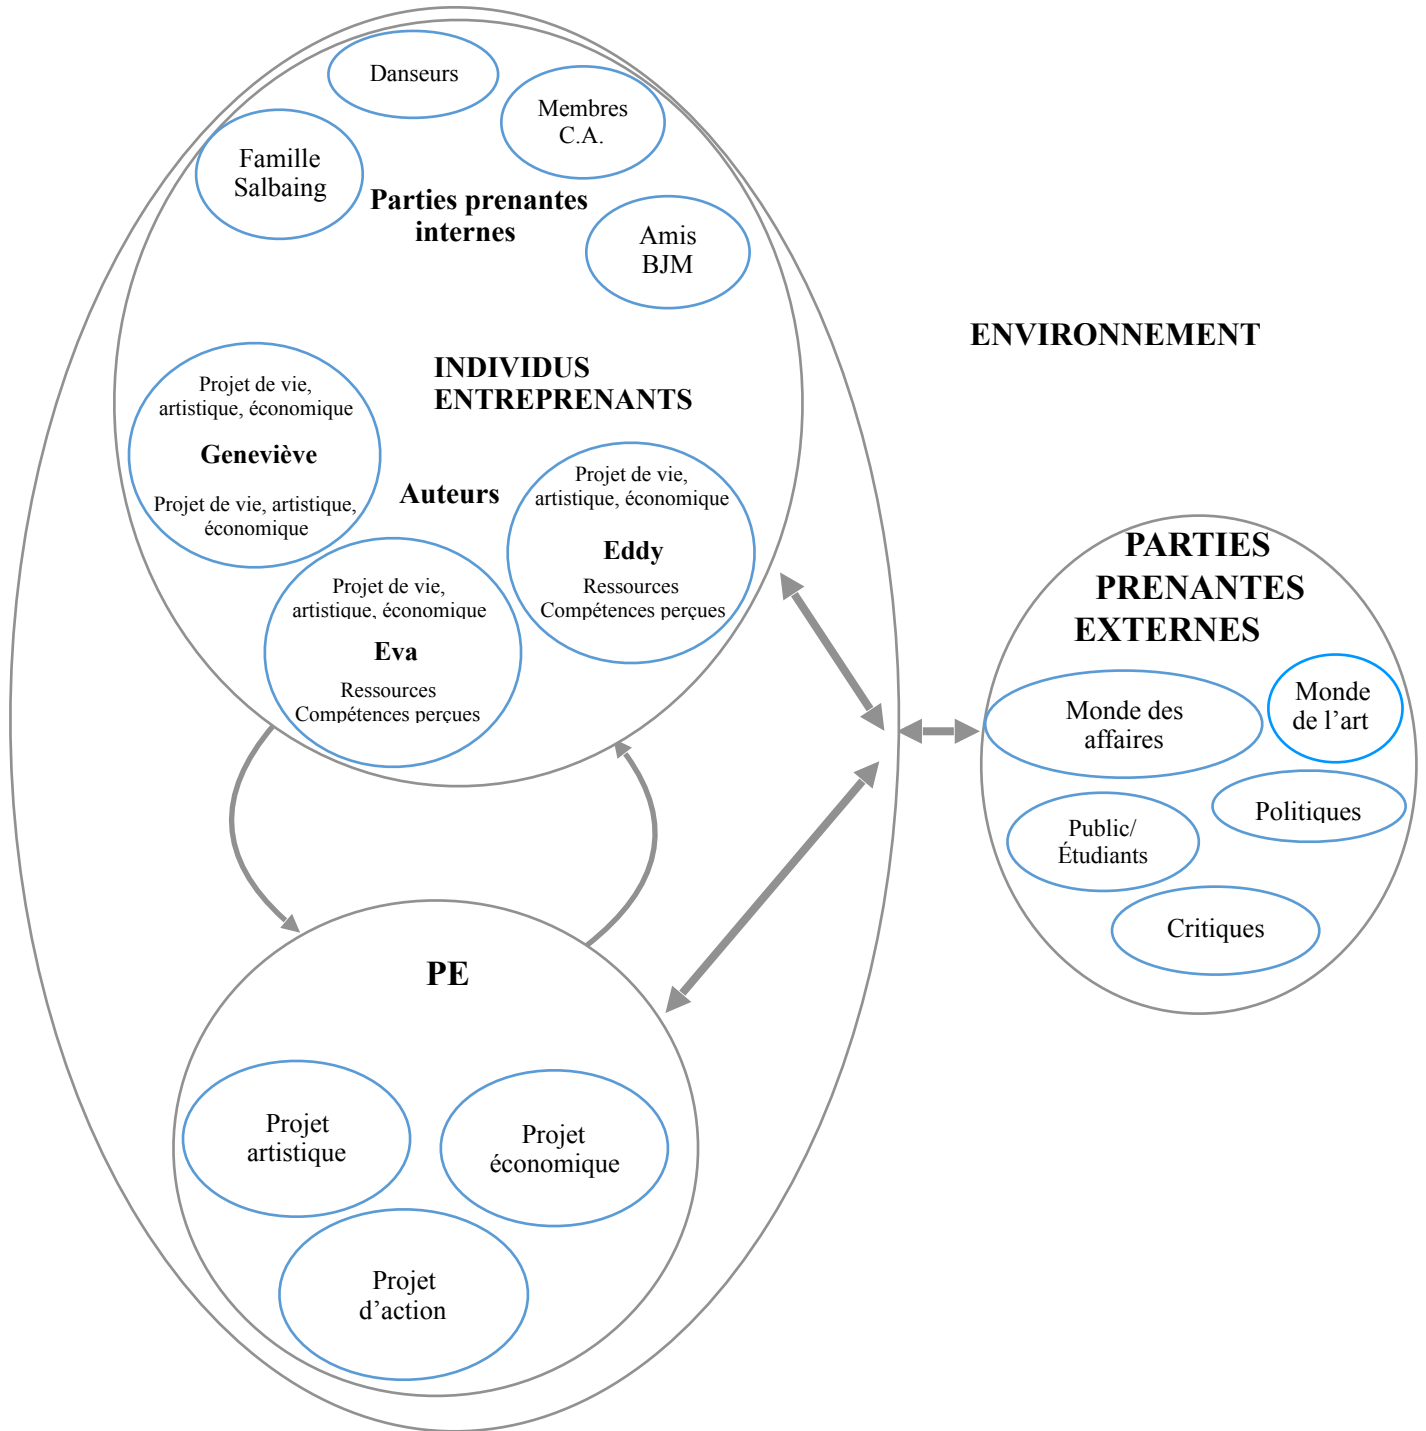 Danseurs
Membres
C.A.
Famille
Salbaing
Parties prenantes
internes
Amis
BJM
ENVIRONNEMENT
INDIVIDUS
ENTREPRENANTS
Projet de vie,
artistique, économique
Geneviève
Projet de vie, artistique,
économique
Auteurs
Projet de vie,
artistique, économique
Eddy
Ressources
Compétences perçues
Projet de vie,
artistique, économique
Eva
Ressources
Compétences perçues
PARTIES
PRENANTES
EXTERNES
Monde des
affaires
Monde
de l’art
Politiques
Public/
Étudiants
Critiques
PE
Projet
artistique
Projet
économique
Projet
d’action